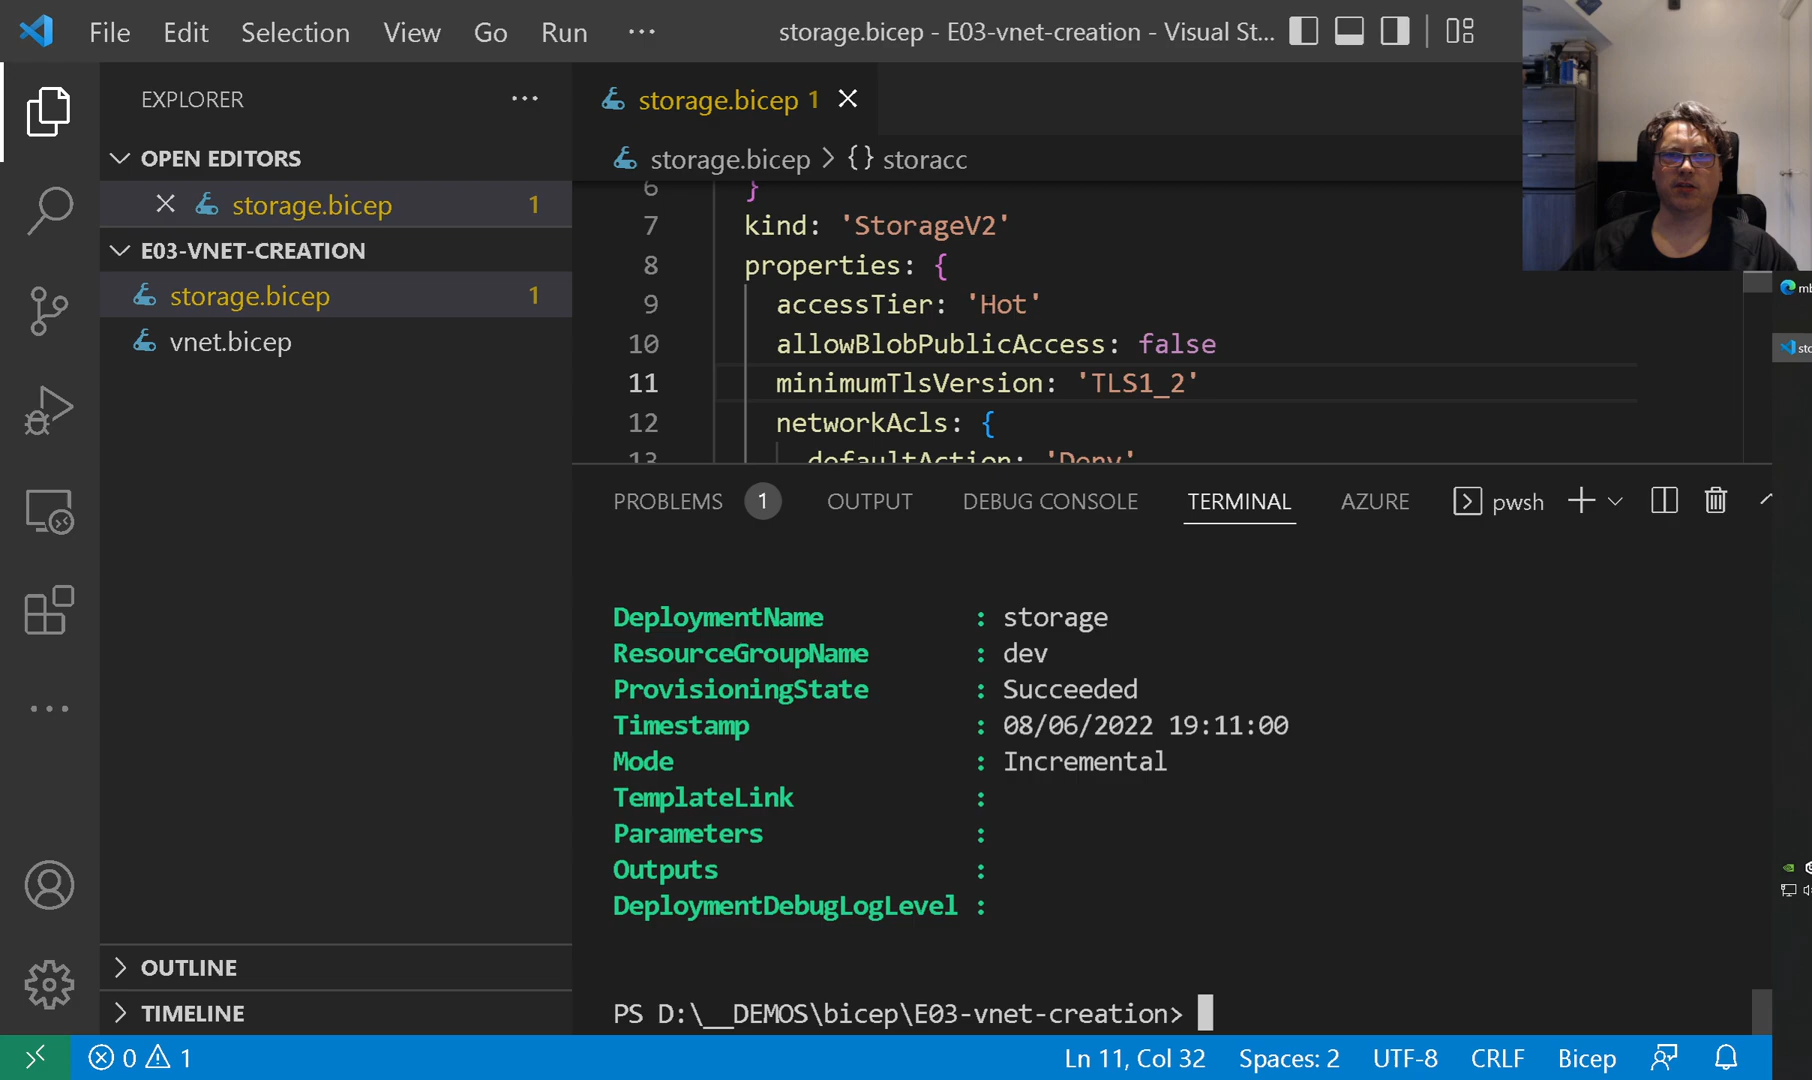 File Edit Selection View Go Run ···
storage.bicep - E03-vnet-creation - Visual St...
EXPLORER
OPEN EDITORS
storage.bicep 1
E03-VNET-CREATION
storage.bicep 1
vnet.bicep
OUTLINE
TIMELINE
storage.bicep 1
storage.bicep > {} storacc
6 }
7 kind: 'StorageV2'
8 properties: {
9 accessTier: 'Hot'
10 allowBlobPublicAccess: false
11 minimumTlsVersion: 'TLS1_2'
12 networkAcls: {
13 defaultAction: 'Deny'
PROBLEMS 1 OUTPUT DEBUG CONSOLE TERMINAL AZURE pwsh
DeploymentName : storage
ResourceGroupName : dev
ProvisioningState : Succeeded
Timestamp : 08/06/2022 19:11:00
Mode : Incremental
TemplateLink :
Parameters :
Outputs :
DeploymentDebugLogLevel :
PS D:\__DEMOS\bicep\E03-vnet-creation>
0 1
Ln 11, Col 32 Spaces: 2 UTF-8 CRLF Bicep